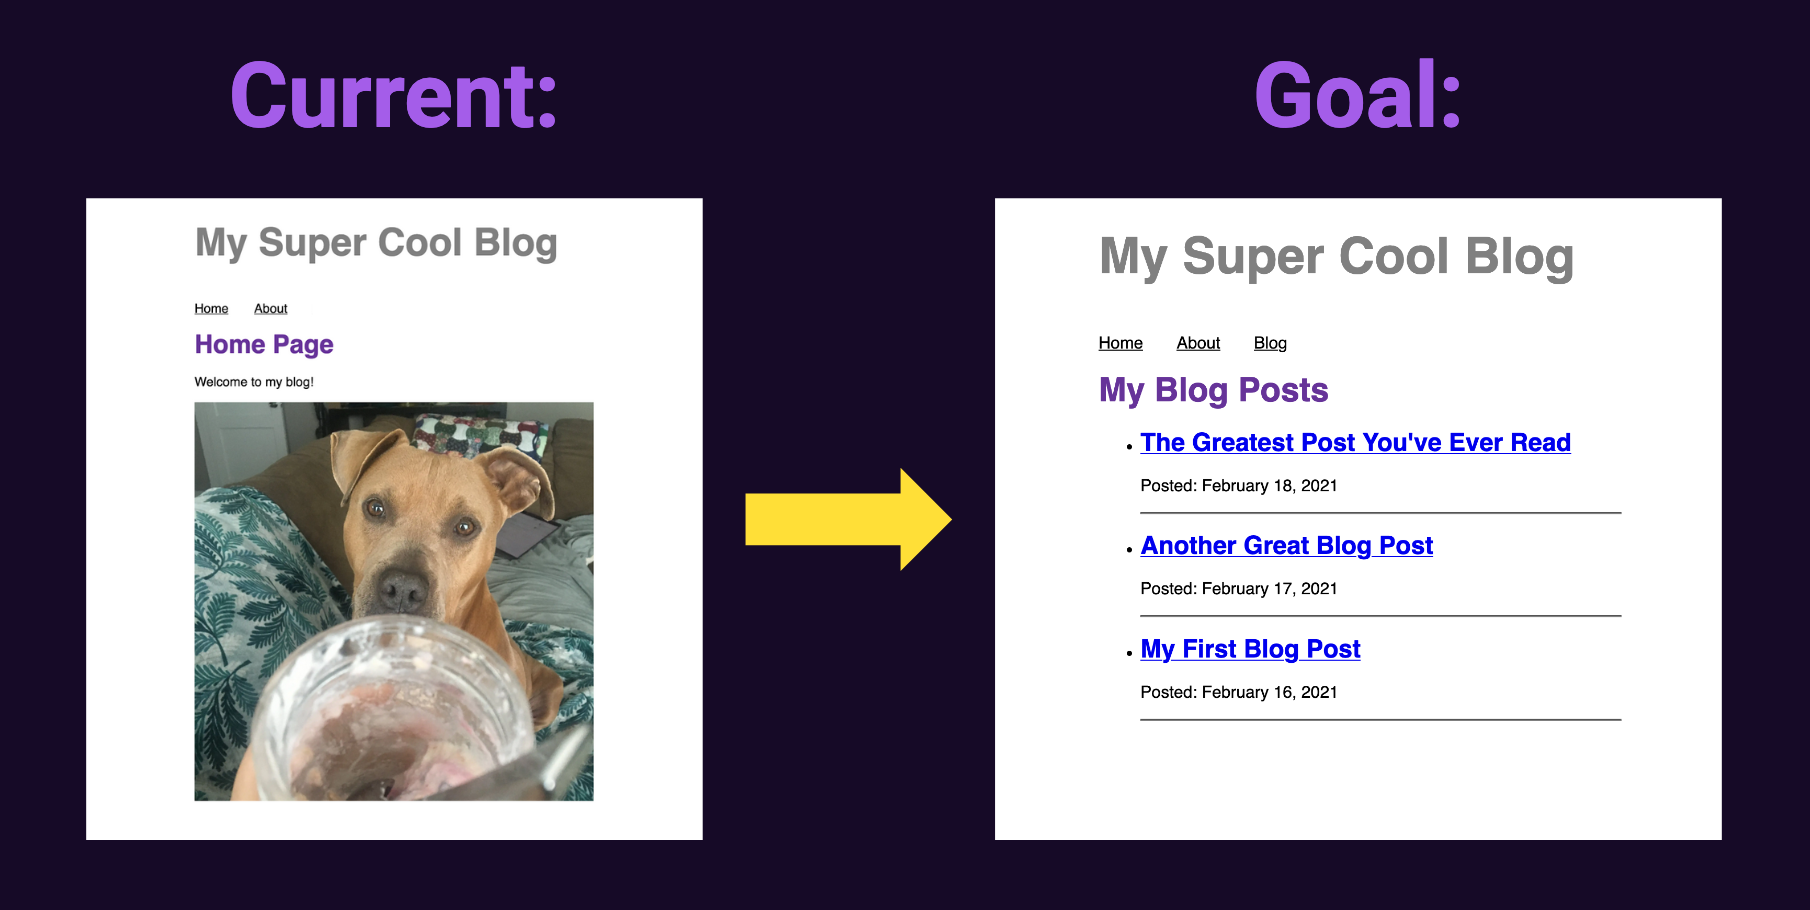 Current:
My Super Cool Blog
Home About
Home Page
Welcome to my blog!
Goal:
My Super Cool Blog
Home About Blog
My Blog Posts
The Greatest Post You've Ever Read
Posted: February 18, 2021
Another Great Blog Post
Posted: February 17, 2021
My First Blog Post
Posted: February 16, 2021